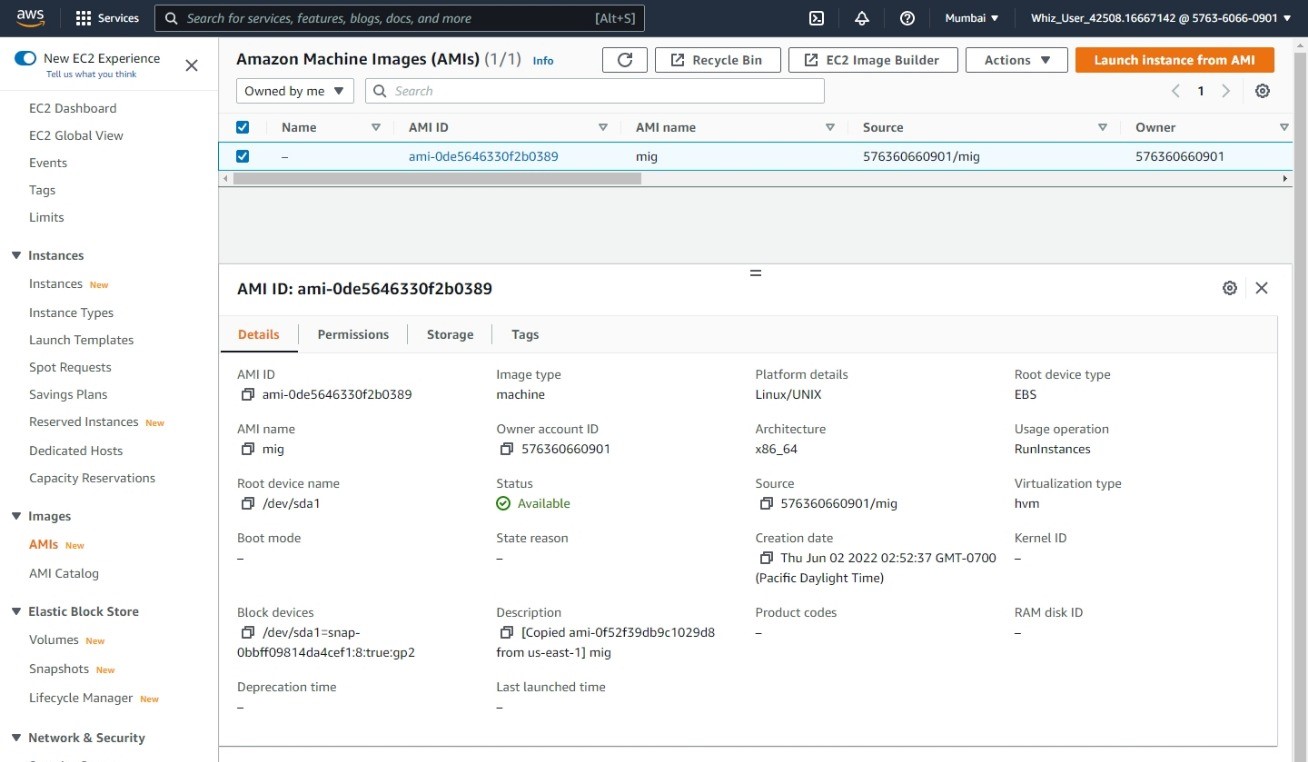 aws
Services
Search for services, features, blogs, docs, and more
[Alt+S]
Mumbai
Whiz_User_42508.16667142 @ 5763-6066-0901
New EC2 Experience
Tell us what you think
EC2 Dashboard
EC2 Global View
Events
Tags
Limits
Instances
Instances New
Instance Types
Launch Templates
Spot Requests
Savings Plans
Reserved Instances New
Dedicated Hosts
Capacity Reservations
Images
AMIs New
AMI Catalog
Elastic Block Store
Volumes New
Snapshots New
Lifecycle Manager New
Network & Security
Amazon Machine Images (AMIs) (1/1) Info
Recycle Bin
EC2 Image Builder
Actions
Launch instance from AMI
Owned by me
Search
1
Name AMI ID AMI name Source Owner
– ami-0de5646330f2b0389 mig 576360660901/mig 576360660901
AMI ID: ami-0de5646330f2b0389
Details Permissions Storage Tags
AMI ID
ami-0de5646330f2b0389
Image type
machine
Platform details
Linux/UNIX
Root device type
EBS
AMI name
mig
Owner account ID
576360660901
Architecture
x86_64
Usage operation
RunInstances
Root device name
/dev/sda1
Status
Available
Source
576360660901/mig
Virtualization type
hvm
Boot mode
–
State reason
–
Creation date
Thu Jun 02 2022 02:52:37 GMT-0700
(Pacific Daylight Time)
Kernel ID
–
Block devices
/dev/sda1=snap-
0bbff09814da4cef1:8:true:gp2
Description
[Copied ami-0f52f39db9c1029d8
from us-east-1] mig
Product codes
–
RAM disk ID
–
Deprecation time
–
Last launched time
–